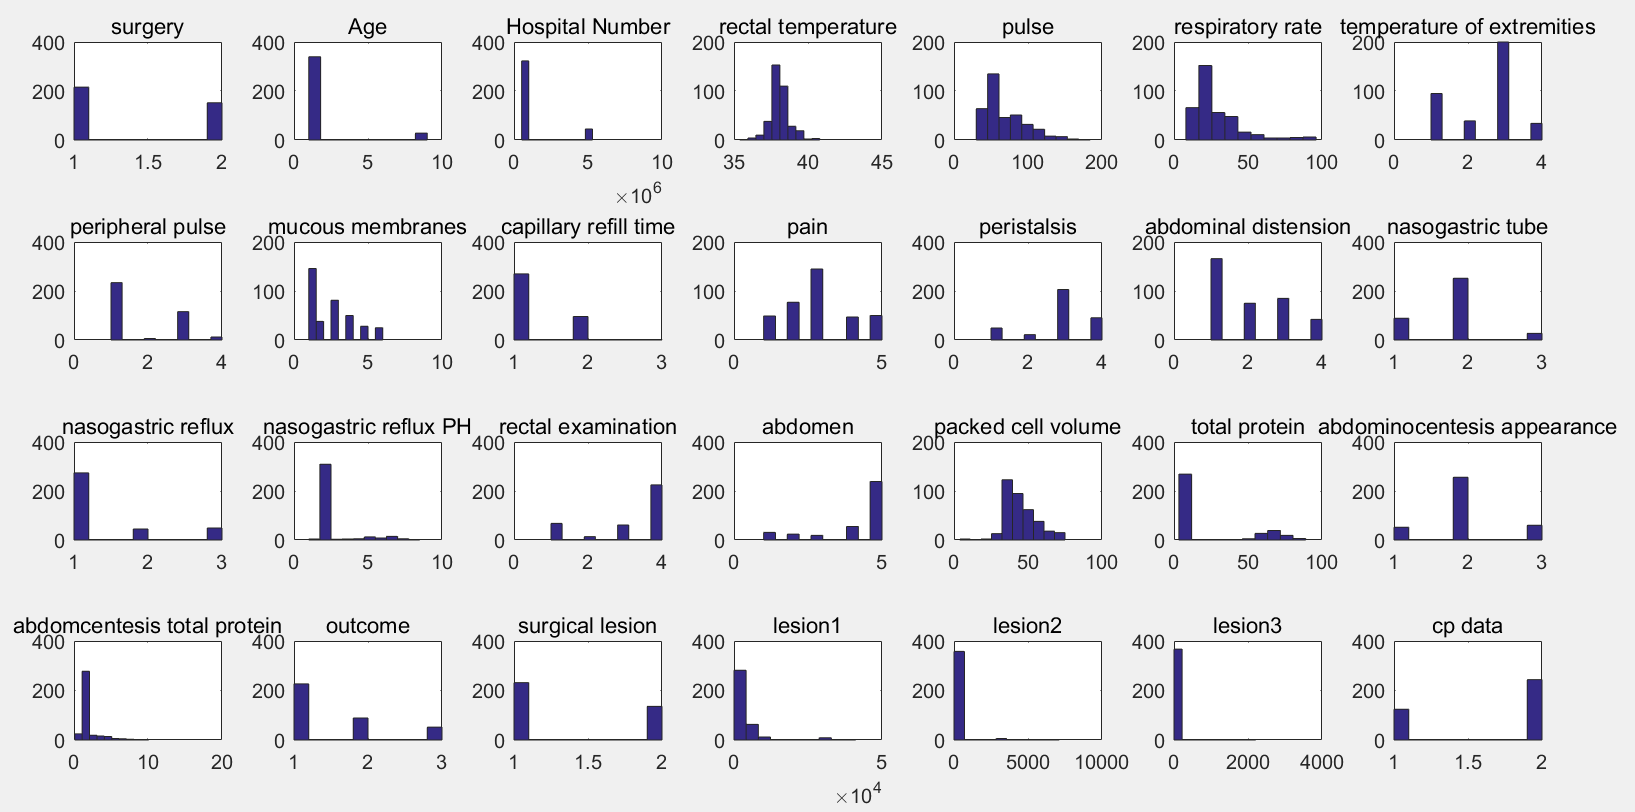 surgery
400
200
0
1 1.5 2
Age
400
200
0
0 5 10
Hospital Number
400
200
0
0 5 10
×10^6
rectal temperature
200
100
0
35 40 45
pulse
200
100
0
0 100 200
respiratory rate
200
100
0
0 50 100
temperature of extremities
200
100
0
0 2 4
peripheral pulse
400
200
0
0 2 4
mucous membranes
200
100
0
0 5 10
capillary refill time
400
200
0
1 2 3
pain
200
100
0
0 5
peristalsis
400
200
0
0 2 4
abdominal distension
200
100
0
0 2 4
nasogastric tube
400
200
0
1 2 3
nasogastric reflux
400
200
0
1 2 3
nasogastric reflux PH
400
200
0
0 5 10
rectal examination
400
200
0
0 2 4
abdomen
400
200
0
0 5
packed cell volume
200
100
0
0 50 100
total protein
400
200
0
0 50 100
abdominocentesis appearance
400
200
0
1 2 3
abdomcentesis total protein
400
200
0
0 10 20
outcome
400
200
0
1 2 3
surgical lesion
400
200
0
1 1.5 2
lesion1
400
200
0
0 5
×10^4
lesion2
400
200
0
0 5000 10000
lesion3
400
200
0
0 2000 4000
cp data
400
200
0
1 1.5 2